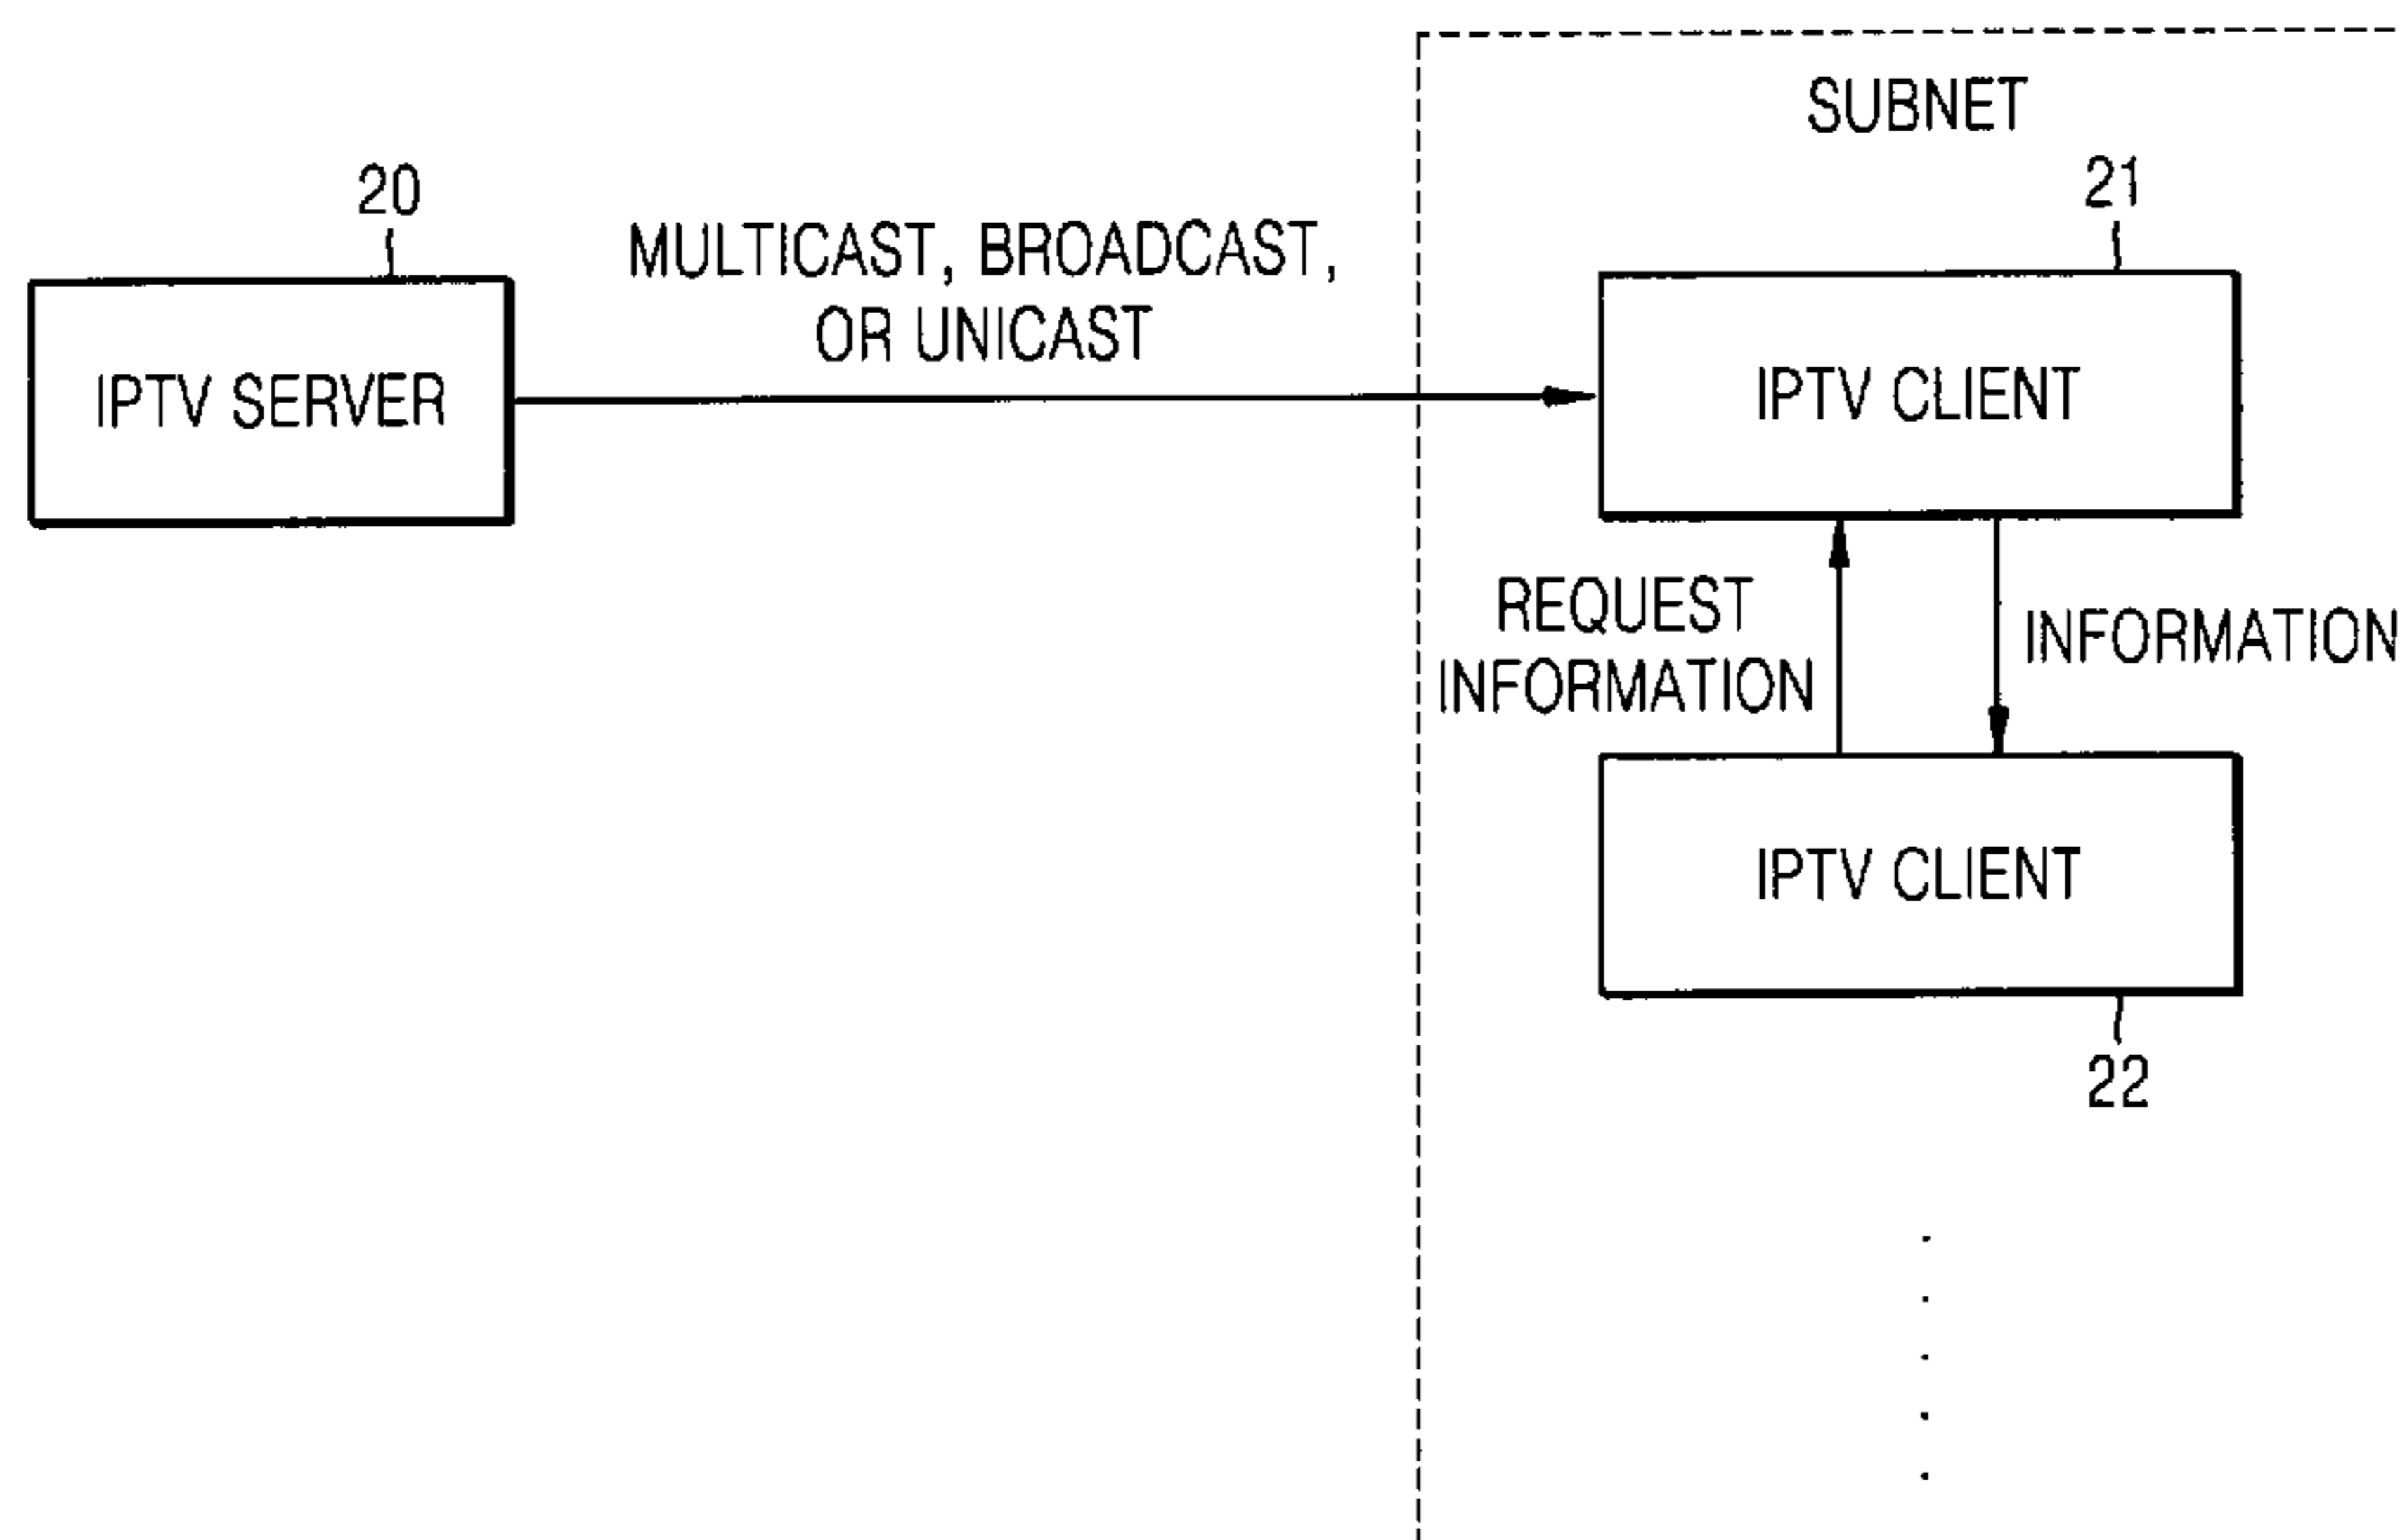 SUBNET
20
21
MULTICAST, BROADCAST,
OR UNICAST
IPTV SERVER
IPTV CLIENT
REQUEST
INFORMATION
INFORMATION
IPTV CLIENT
22